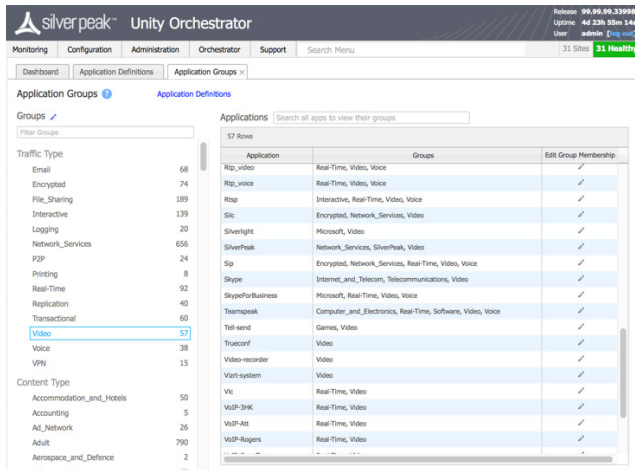 silver peak™ Unity Orchestrator
Release 99.99.99.33998
Uptime 4d 23h 55m 14s
User admin [log out]
Monitoring Configuration Administration Orchestrator Support Search Menu 31 Sites 31 Healthy
Dashboard Application Definitions Application Groups ×
Application Groups ? Application Definitions
Groups
Filter Groups
Traffic Type
Email 68
Encrypted 74
File_Sharing 189
Interactive 139
Logging 20
Network_Services 656
P2P 24
Printing 8
Real-Time 92
Replication 40
Transactional 60
Video 57
Voice 38
VPN 15
Content Type
Accommodation_and_Hotels 50
Accounting 5
Ad_Network 26
Adult 790
Aerospace_and_Defence 2
Applications Search all apps to view their groups
57 Rows
Application Groups Edit Group Membership
Rtp_video Real-Time, Video, Voice
Rtp_voice Real-Time, Video, Voice
Rtsp Interactive, Real-Time, Video, Voice
Silc Encrypted, Network_Services, Video
Silverlight Microsoft, Video
SilverPeak Network_Services, SilverPeak, Video
Sip Encrypted, Network_Services, Real-Time, Video, Voice
Skype Internet_and_Telecom, Telecommunications, Video
SkypeForBusiness Microsoft, Real-Time, Video, Voice
Teamspeak Computer_and_Electronics, Real-Time, Software, Video, Voice
Tell-send Games, Video
Trueconf Video
Video-recorder Video
Vizrt-system Video
Vlc Real-Time, Video
VoIP-3HK Real-Time, Video
VoIP-Att Real-Time, Video
VoIP-Rogers Real-Time, Video